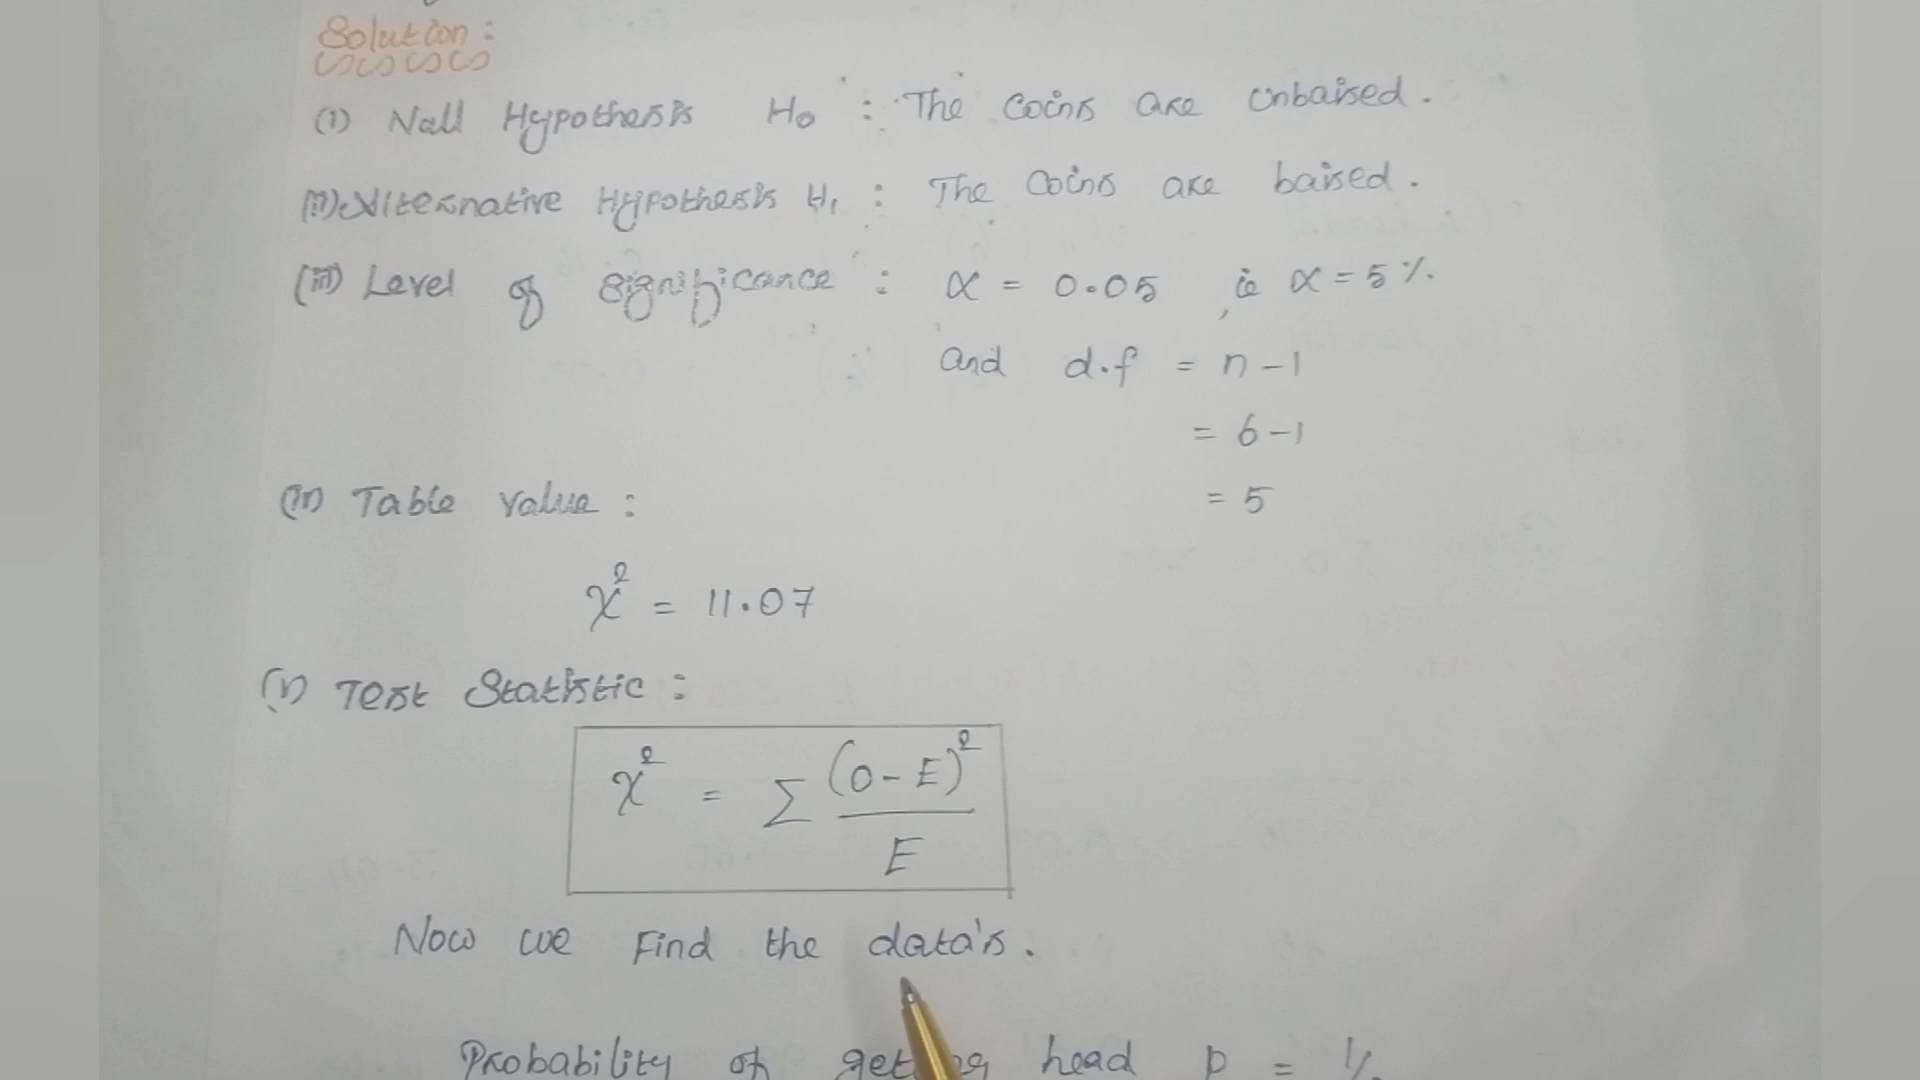 Solution:
(i) Null Hypothesis H₀ : The coins are unbaised.
(ii) Alternative Hypothesis H₁ : The coins are baised.
(iii) Level of significance : α = 0.05, ie α = 5%.
and d.f = n-1
= 6-1
= 5
(iv) Table value :
χ² = 11.07
(v) Test Statistic :
χ² = Σ (O-E)² / E
Now we find the data's.
Probability of getting head p =